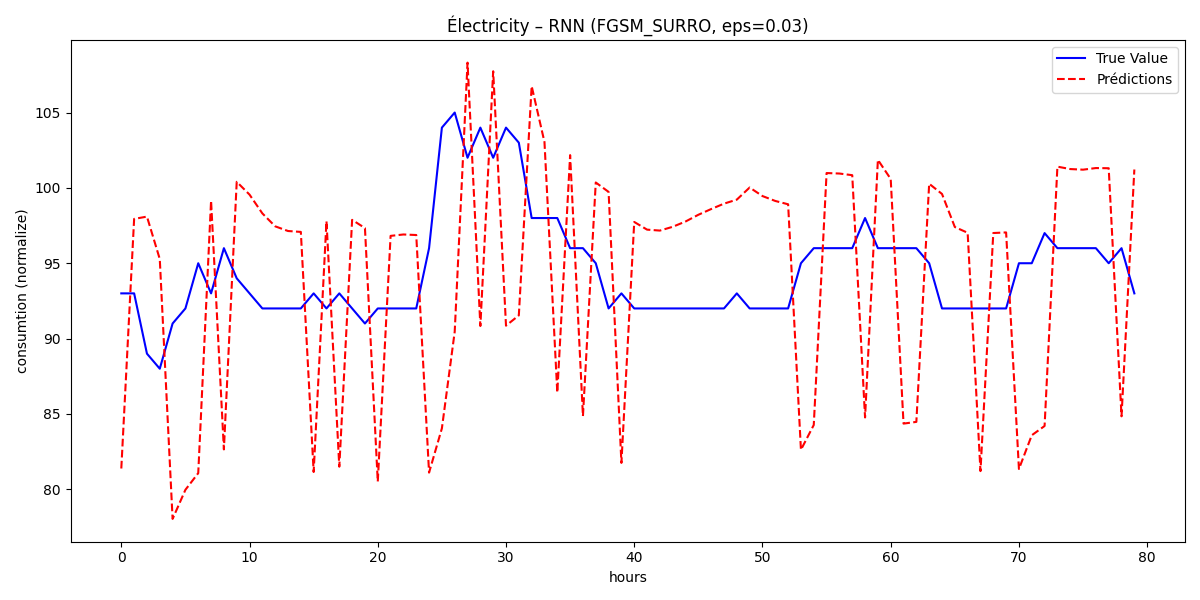 Électricity – RNN (FGSM_SURRO, eps=0.03)
True Value
Prédictions
consumtion (normalize)
105
100
95
90
85
80
0 10 20 30 40 50 60 70 80
hours